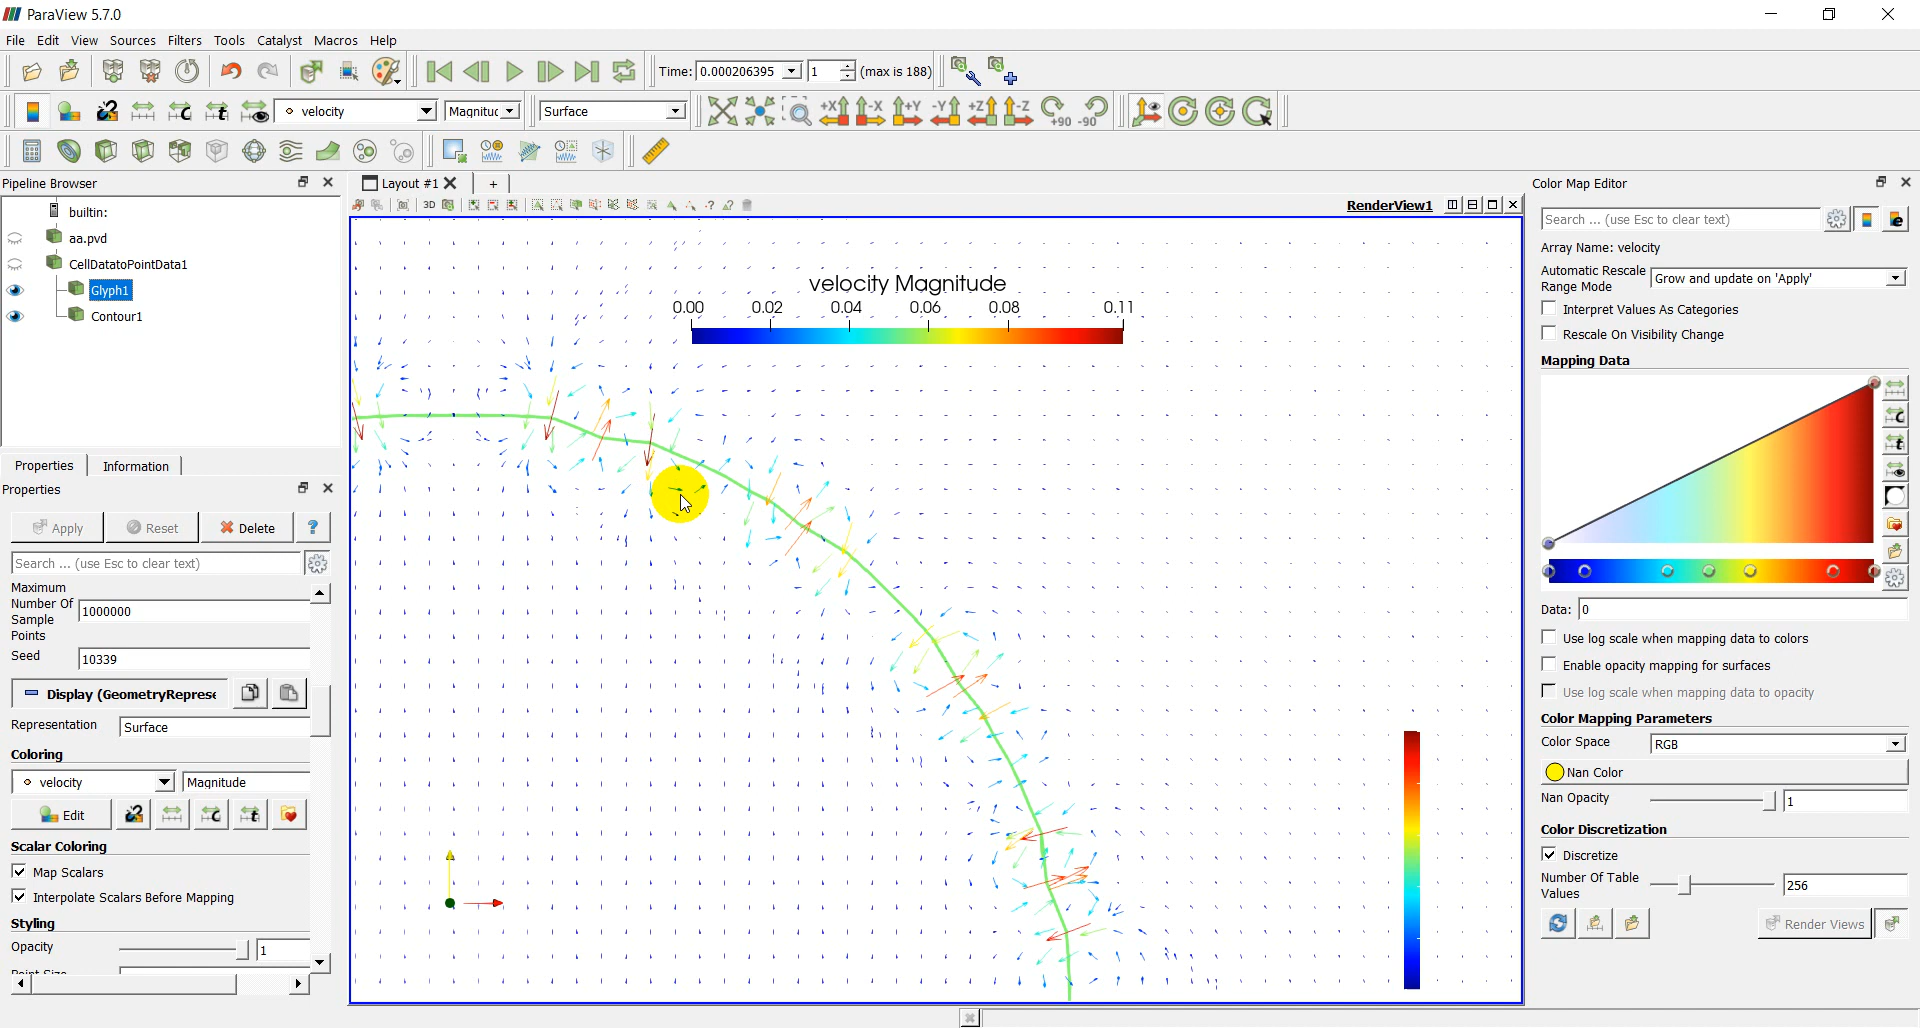 ParaView 5.7.0
File Edit View Sources Filters Tools Catalyst Macros Help
Time: 0.000206395 1 (max is 188)
velocity Magnituc Surface +X -X +Y -Y +Z -Z +90 -90
Pipeline Browser
builtin:
aa.pvd
CellDatatoPointData1
Glyph1
Contour1
Properties Information
Properties
Apply Reset Delete ?
Search ... (use Esc to clear text)
Maximum
Number Of
Sample
Points
1000000
Seed 10339
Display (GeometryReprese
Representation Surface
Coloring
velocity Magnitude
Edit
Scalar Coloring
Map Scalars
Interpolate Scalars Before Mapping
Styling
Opacity 1
Point Size
Layout #1 +
3D RenderView1
velocity Magnitude
0.00 0.02 0.04 0.06 0.08 0.11
Color Map Editor
Search ... (use Esc to clear text)
Array Name: velocity
Automatic Rescale
Range Mode
Grow and update on 'Apply'
Interpret Values As Categories
Rescale On Visibility Change
Mapping Data
Data: 0
Use log scale when mapping data to colors
Enable opacity mapping for surfaces
Use log scale when mapping data to opacity
Color Mapping Parameters
Color Space RGB
Nan Color
Nan Opacity 1
Color Discretization
Discretize
Number Of Table
Values
256
Render Views